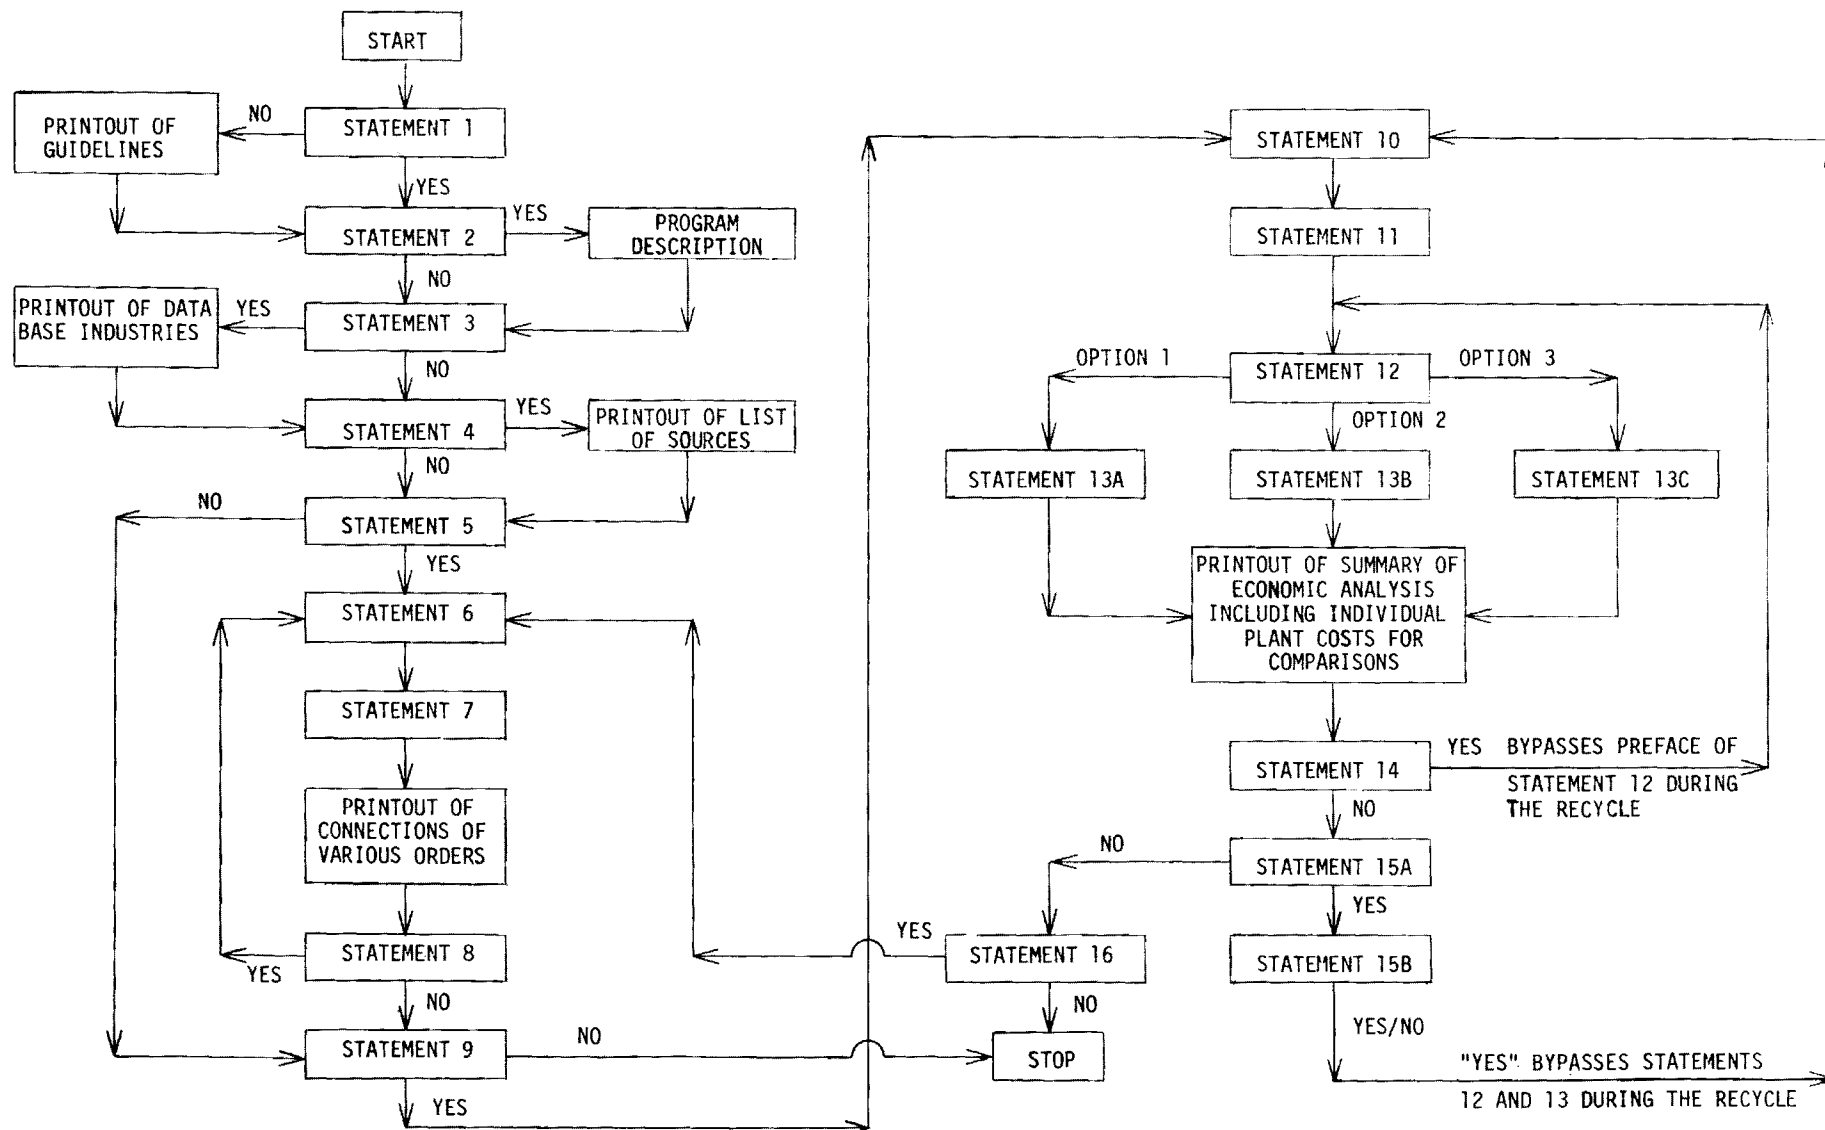 START
NO
PRINTOUT OF
GUIDELINES
STATEMENT 1
YES
STATEMENT 2
YES
PROGRAM
DESCRIPTION
NO
PRINTOUT OF DATA
BASE INDUSTRIES
YES
STATEMENT 3
NO
STATEMENT 4
YES
PRINTOUT OF LIST
OF SOURCES
NO
NO
STATEMENT 5
YES
STATEMENT 6
STATEMENT 7
PRINTOUT OF
CONNECTIONS OF
VARIOUS ORDERS
STATEMENT 8
YES
NO
STATEMENT 9
NO
YES
STATEMENT 10
STATEMENT 11
OPTION 1
STATEMENT 12
OPTION 3
OPTION 2
STATEMENT 13A
STATEMENT 13B
STATEMENT 13C
PRINTOUT OF SUMMARY OF
ECONOMIC ANALYSIS
INCLUDING INDIVIDUAL
PLANT COSTS FOR
COMPARISONS
STATEMENT 14
YES BYPASSES PREFACE OF
STATEMENT 12 DURING
THE RECYCLE
NO
NO
STATEMENT 15A
YES
YES
STATEMENT 16
STATEMENT 15B
NO
STOP
YES/NO
"YES" BYPASSES STATEMENTS
12 AND 13 DURING THE RECYCLE